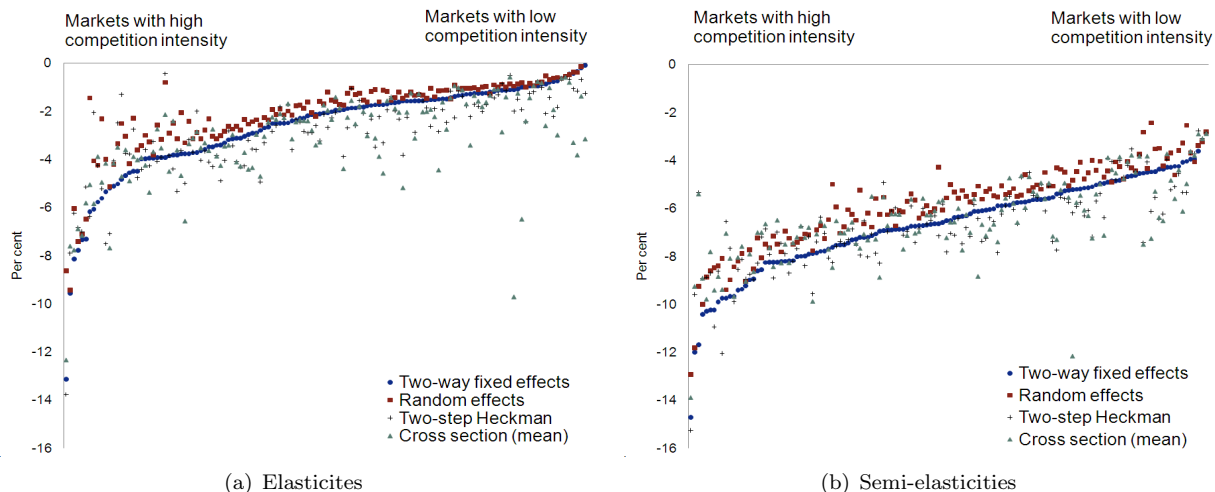 Markets with high
competition intensity
Markets with low
competition intensity
0
-2
-4
-6
-8
-10
-12
-14
-16
Per cent
Two-way fixed effects
Random effects
Two-step Heckman
Cross section (mean)
(a) Elasticites
Markets with high
competition intensity
Markets with low
competition intensity
0
-2
-4
-6
-8
-10
-12
-14
-16
Per cent
Two-way fixed effects
Random effects
Two-step Heckman
Cross section (mean)
(b) Semi-elasticities